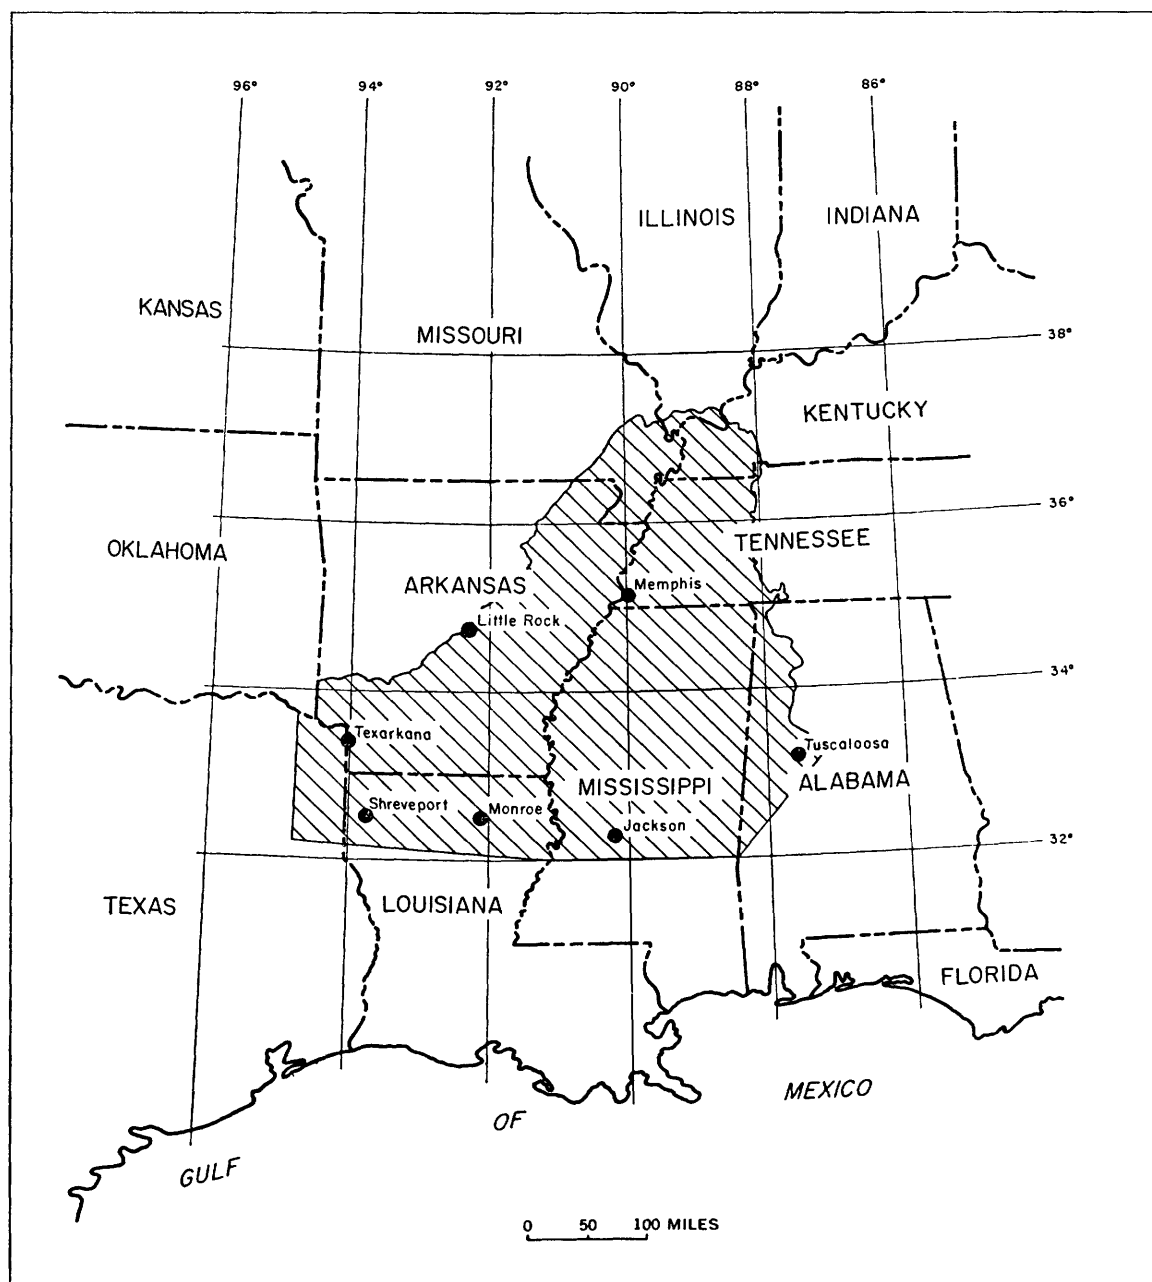 96° 94° 92° 90° 88° 86°
ILLINOIS INDIANA
KANSAS
MISSOURI
38°
KENTUCKY
36°
OKLAHOMA
TENNESSEE
ARKANSAS
Memphis
Little Rock
34°
Texarkana
Tuscaloosa
MISSISSIPPI
ALABAMA
Shreveport
Monroe
Jackson
32°
TEXAS
LOUISIANA
FLORIDA
GULF OF MEXICO
0 50 100 MILES